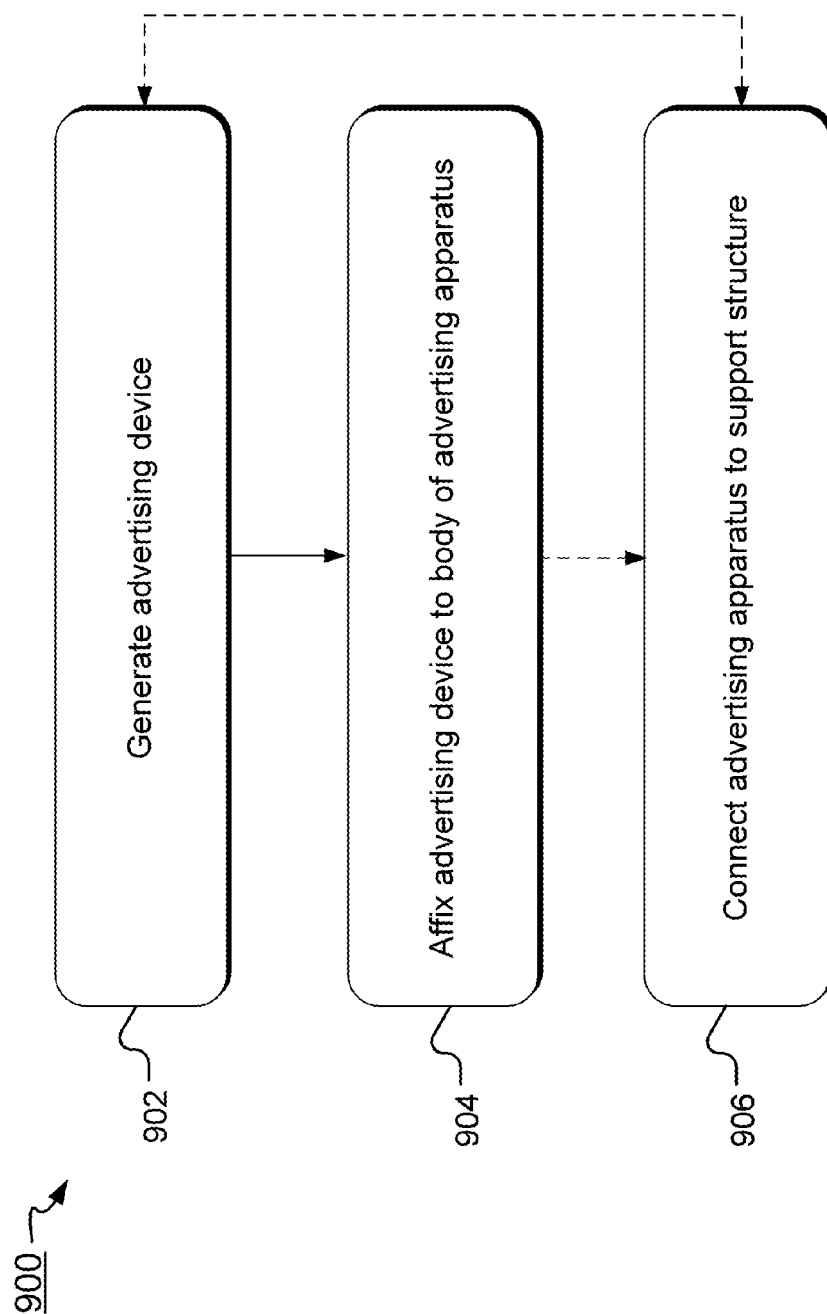 900
902
Generate advertising device
904
Affix advertising device to body of advertising apparatus
906
Connect advertising apparatus to support structure